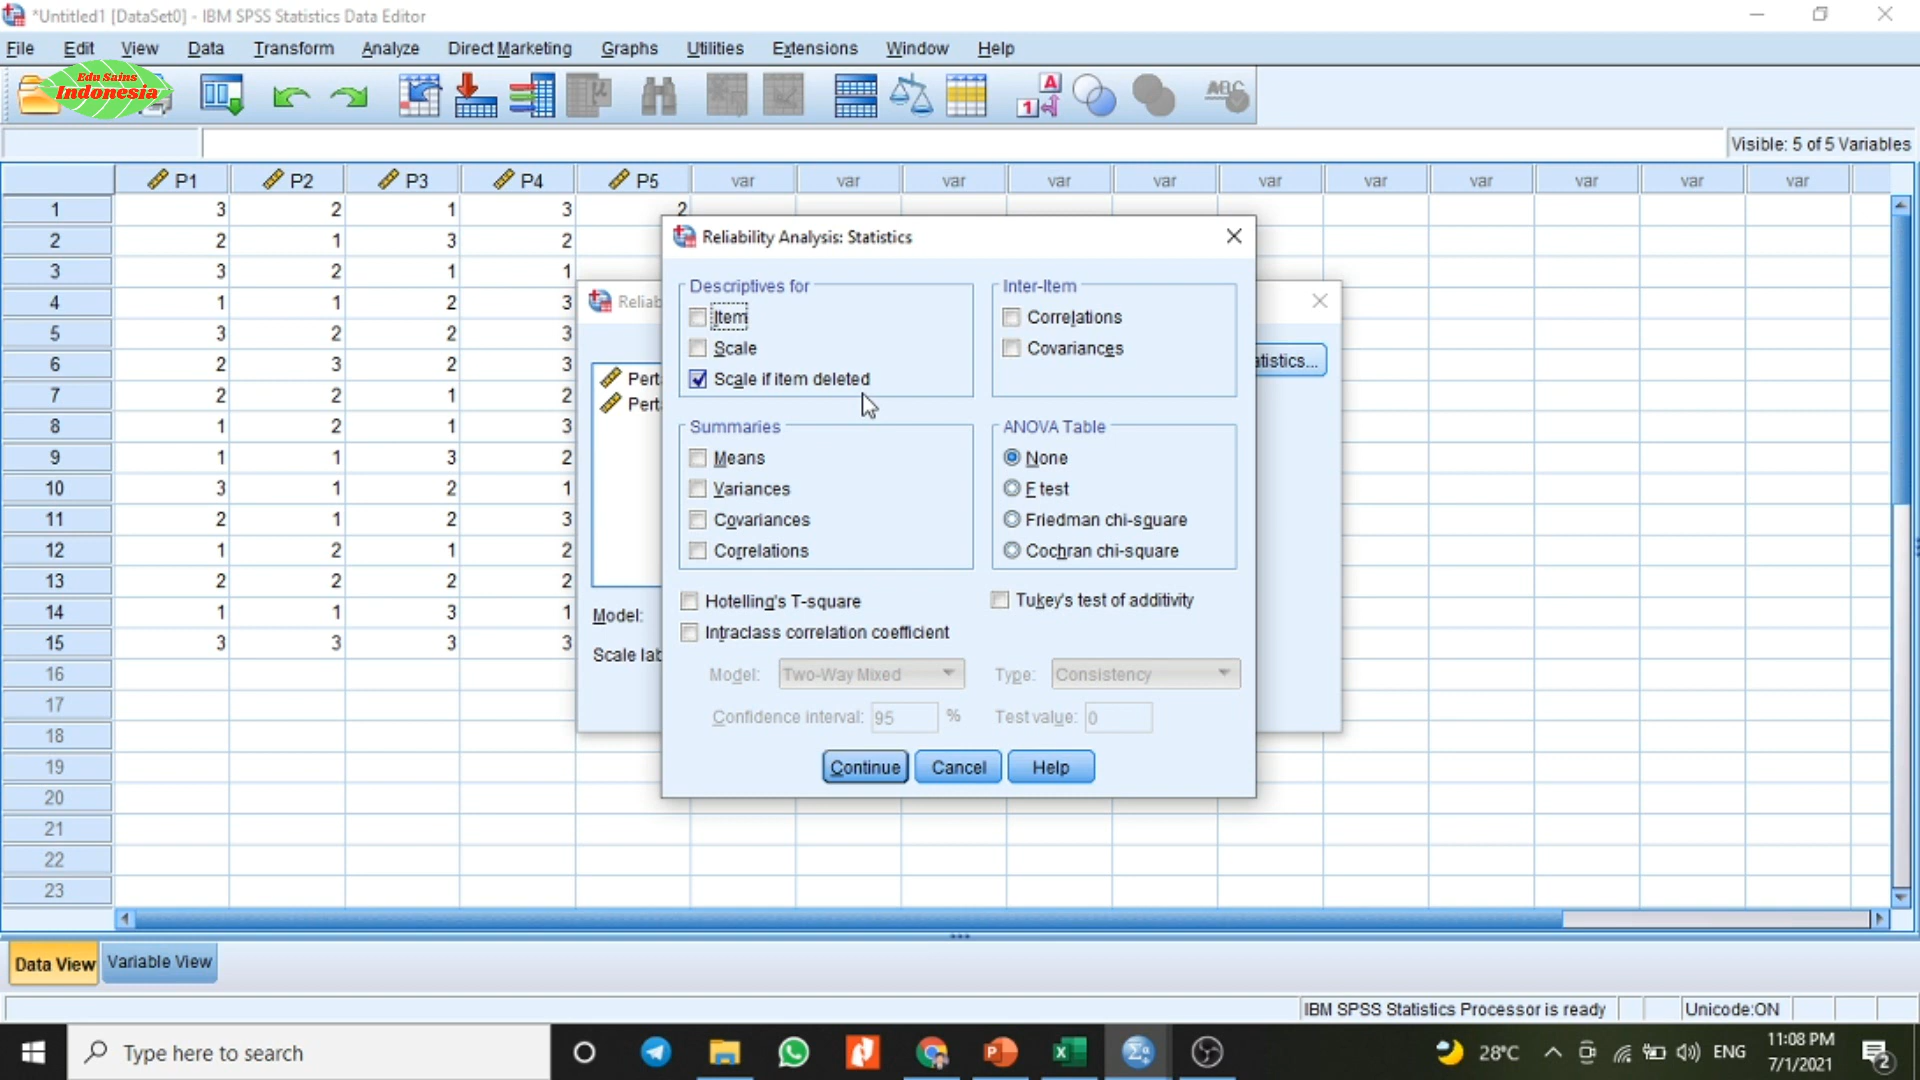 *Untitled1 [DataSet0] - IBM SPSS Statistics Data Editor
File Edit View Data Transform Analyze Direct Marketing Graphs Utilities Extensions Window Help
Edu Sains
Indonesia
A
1
ABC
Visible: 5 of 5 Variables
P1 P2 P3 P4 P5 var var var var var var var var var var var
1 3 2 1 3 2
2 2 1 3 2
3 3 2 1 1
4 1 1 2 3
5 3 2 2 3
6 2 3 2 3
7 2 2 1 2
8 1 2 1 3
9 1 1 3 2
10 3 1 2 1
11 2 1 2 3
12 1 2 1 2
13 2 2 2 2
14 1 1 3 1
15 3 3 3 3
16
17
18
19
20
21
22
23
Reliab
Pert
Pert
Model:
Scale lab
atistics...
Reliability Analysis: Statistics
Descriptives for
Item
Scale
Scale if item deleted
Inter-Item
Correlations
Covariances
Summaries
Means
Variances
Covariances
Correlations
ANOVA Table
None
F test
Friedman chi-square
Cochran chi-square
Hotelling's T-square
Tukey's test of additivity
Intraclass correlation coefficient
Model: Two-Way Mixed Type: Consistency
Confidence interval: 95 % Test value: 0
Continue Cancel Help
Data View Variable View
IBM SPSS Statistics Processor is ready Unicode:ON
Type here to search
28°C ENG
11:08 PM
7/1/2021
2